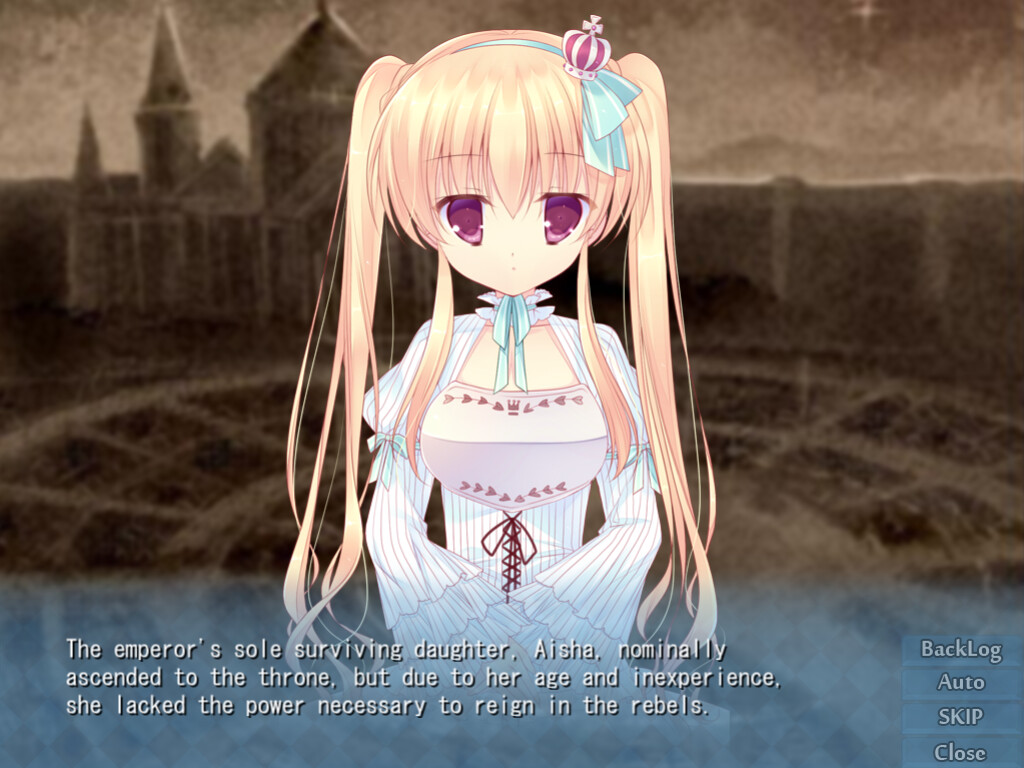 The emperor's sole surviving daughter, Aisha, nominally
ascended to the throne, but due to her age and inexperience,
she lacked the power necessary to reign in the rebels.
BackLog
Auto
SKIP
Close